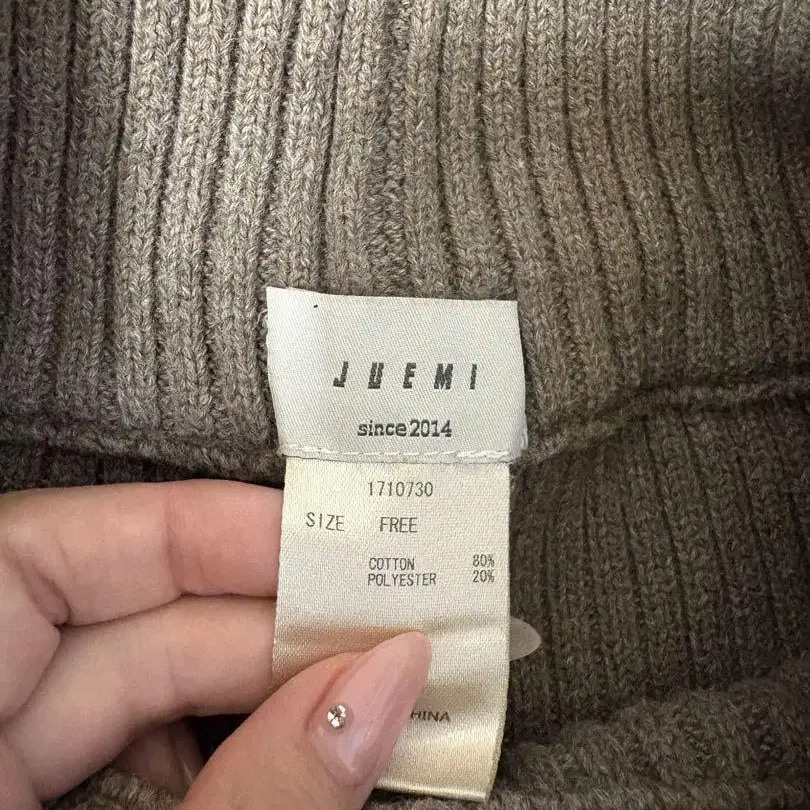 JUEMI
since2014
1710730
SIZE FREE
COTTON 80%
POLYESTER 20%